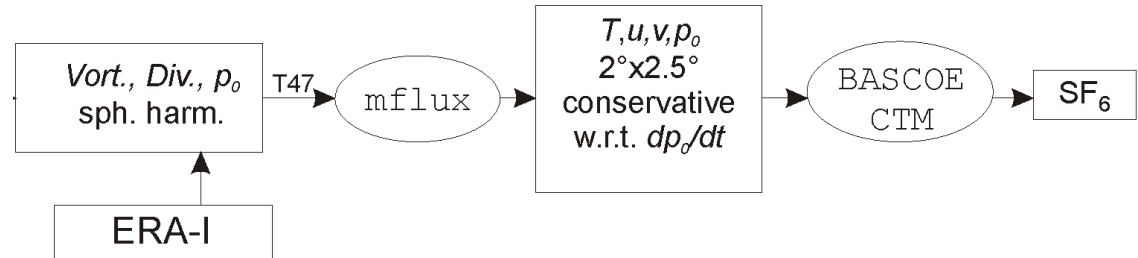 Vort., Div., p₀
sph. harm.
T47
mflux
T,u,v,p₀
2°x2.5°
conservative
w.r.t. dp₀/dt
BASCOE
CTM
SF₆
ERA-I